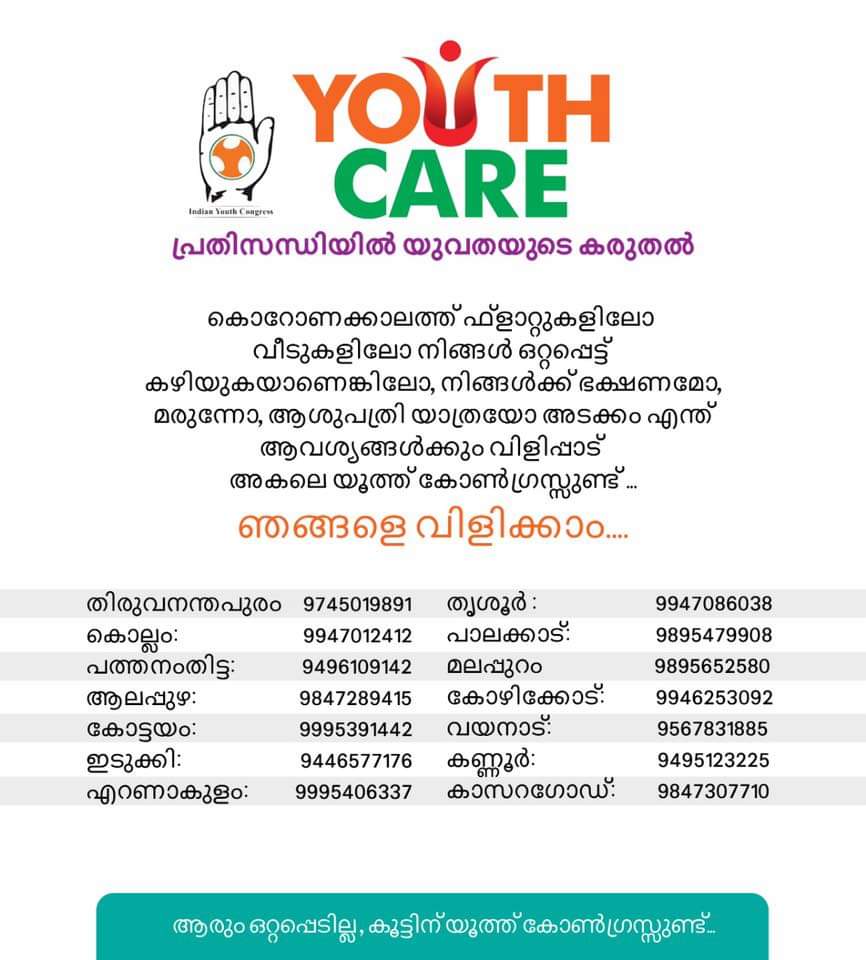 YOUTH
CARE
Indian Youth Congress
പ്രതിസന്ധിയിൽ യുവതയുടെ കരുതൽ
കൊറോണക്കാലത്ത് ഫ്ളാറ്റുകളിലോ
വീടുകളിലോ നിങ്ങൾ ഒറ്റപ്പെട്ട്
കഴിയുകയാണെങ്കിലോ, നിങ്ങൾക്ക് ഭക്ഷണമോ,
മരുന്നോ, ആശുപത്രി യാത്രയോ അടക്കം എന്ത്
ആവശ്യങ്ങൾക്കും വിളിപ്പാട്
അകലെ യൂത്ത് കോൺഗ്രസ്സുണ്ട് ...
ഞങ്ങളെ വിളിക്കാം....
തിരുവനന്തപുരം 9745019891 തൃശൂർ : 9947086038
കൊല്ലം: 9947012412 പാലക്കാട്: 9895479908
പത്തനംതിട്ട: 9496109142 മലപ്പുറം 9895652580
ആലപ്പുഴ: 9847289415 കോഴിക്കോട്: 9946253092
കോട്ടയം: 9995391442 വയനാട്: 9567831885
ഇടുക്കി: 9446577176 കണ്ണൂർ: 9495123225
എറണാകുളം: 9995406337 കാസറഗോഡ്: 9847307710
ആരും ഒറ്റപ്പെടില്ല , കൂട്ടിന് യൂത്ത് കോൺഗ്രസ്സുണ്ട്...